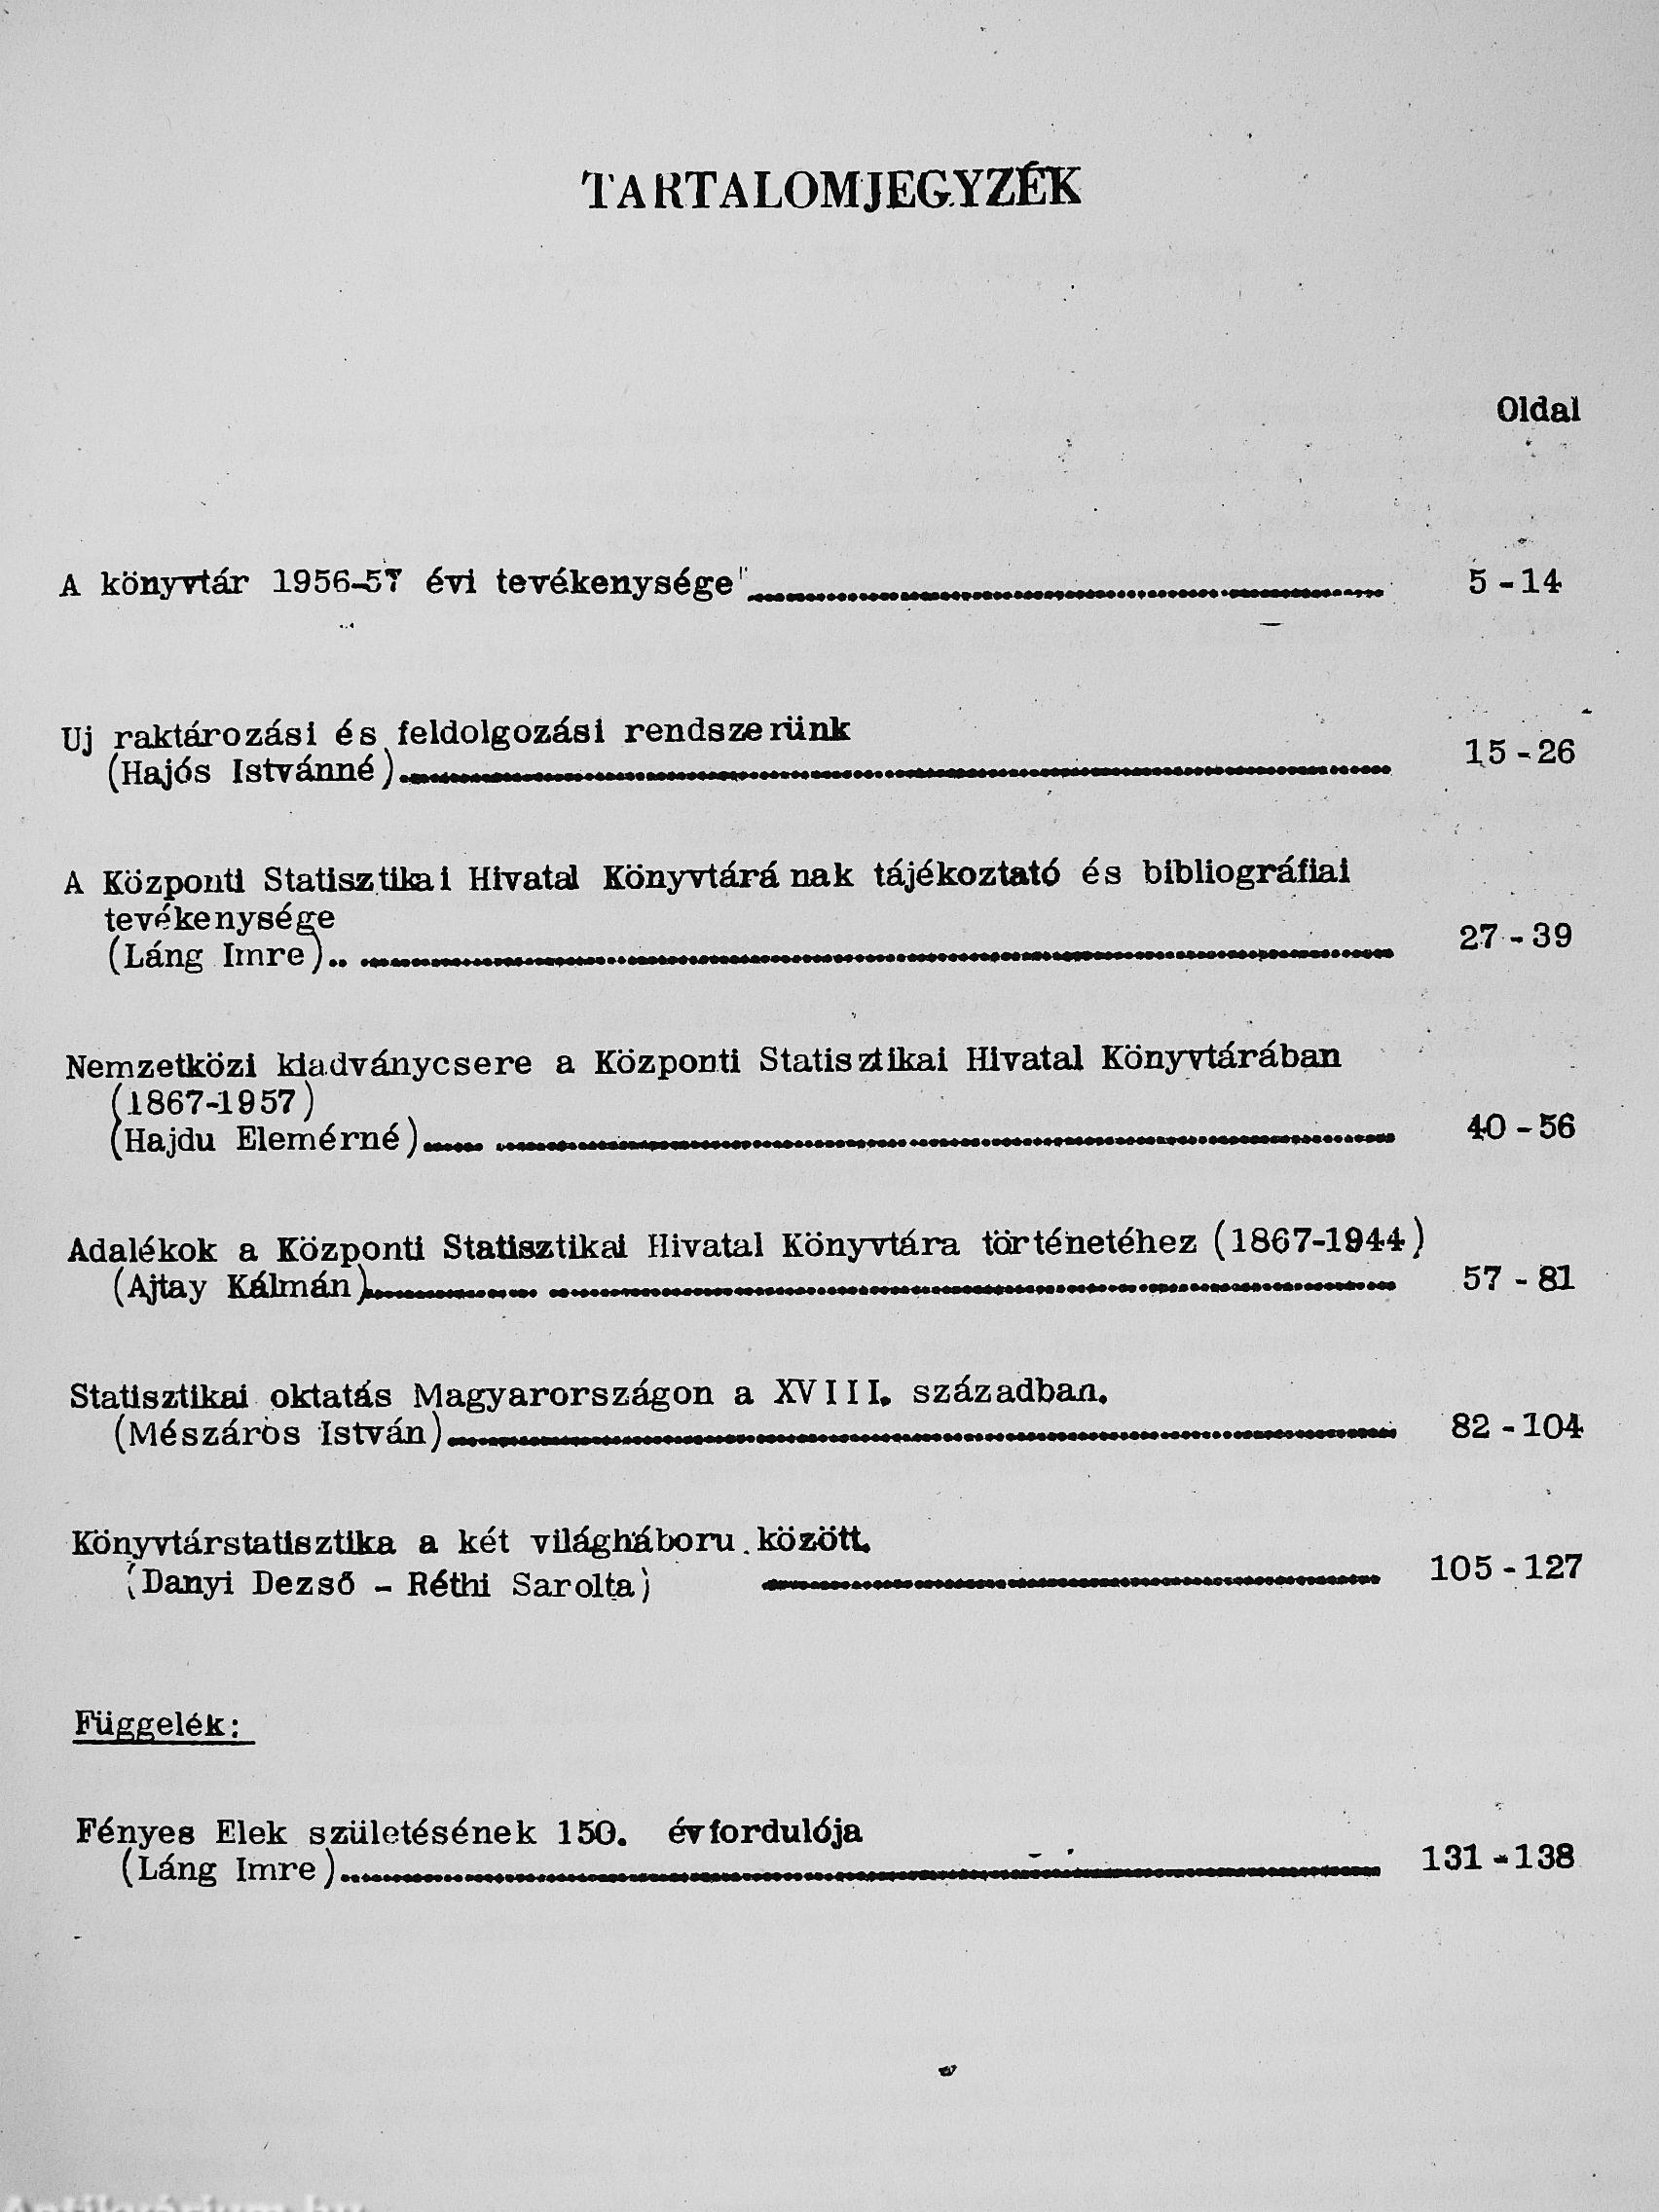 TARTALOMJEGYZÉK
Oldal
A könyvtár 1956-57 évi tevékenysége 5-14
Uj raktározási és feldolgozási rendszerünk
(Hajós Istvánné) 15-26
A Központi Statisztikai Hivatal Könyvtárának tájékoztató és bibliográfiai
tevékenysége
(Láng Imre) 27-39
Nemzetközi kiadványcsere a Központi Statisztikai Hivatal Könyvtárában
(1867-1957)
(Hajdu Elemérné) 40-56
Adalékok a Központi Statisztikai Hivatal Könyvtára történetéhez (1867-1944)
(Ajtay Kálmán) 57-81
Statisztikai oktatás Magyarországon a XVIII. században.
(Mészáros István) 82-104
Könyvtárstatisztika a két világháboru között.
(Danyi Dezső - Réthi Sarolta) 105-127
Függelék:
Fényes Elek születésének 150. évfordulója
(Láng Imre) 131-138